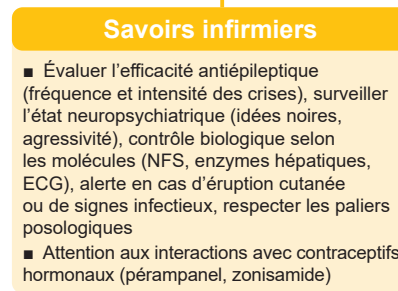 Savoirs infirmiers
■ Évaluer l’efficacité antiépileptique
(fréquence et intensité des crises), surveiller
l’état neuropsychiatrique (idées noires,
agressivité), contrôle biologique selon
les molécules (NFS, enzymes hépatiques,
ECG), alerte en cas d’éruption cutanée
ou de signes infectieux, respecter les paliers
posologiques
■ Attention aux interactions avec contraceptifs
hormonaux (pérampanel, zonisamide)